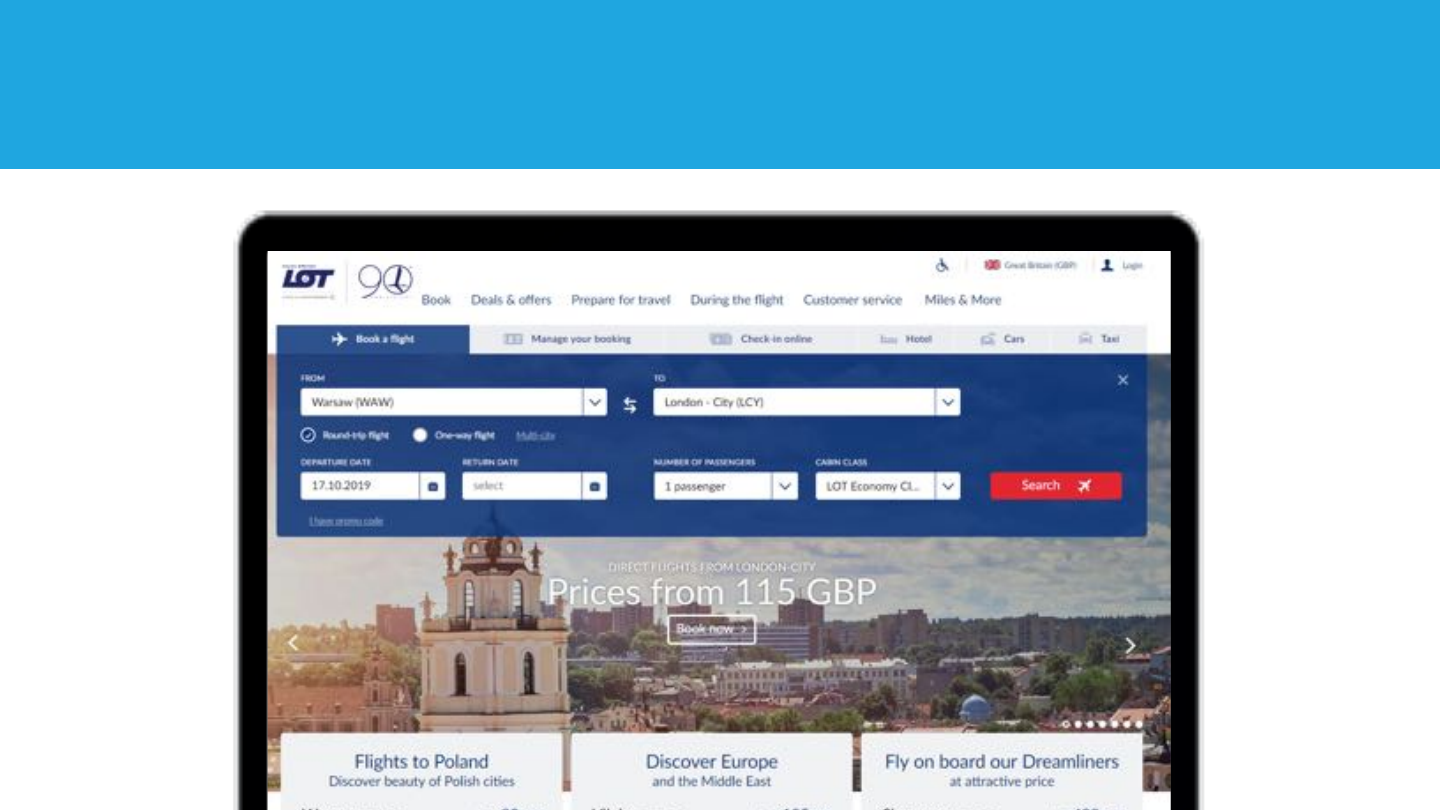 LOT
90
Great Britain (GBP)
Login
Book Deals & offers Prepare for travel During the flight Customer service Miles & More
Book a flight Manage your booking Check-in online Hotel Cars Taxi
FROM TO
Warsaw (WAW) London - City (LCY)
Round-trip flight One-way flight Multi-city
DEPARTURE DATE RETURN DATE NUMBER OF PASSENGERS CABIN CLASS
17.10.2019 select 1 passenger LOT Economy Cl... Search
I have promo code
DIRECT FLIGHTS FROM LONDON-CITY
Prices from 115 GBP
Book now >
Flights to Poland Discover Europe Fly on board our Dreamliners
Discover beauty of Polish cities and the Middle East at attractive price